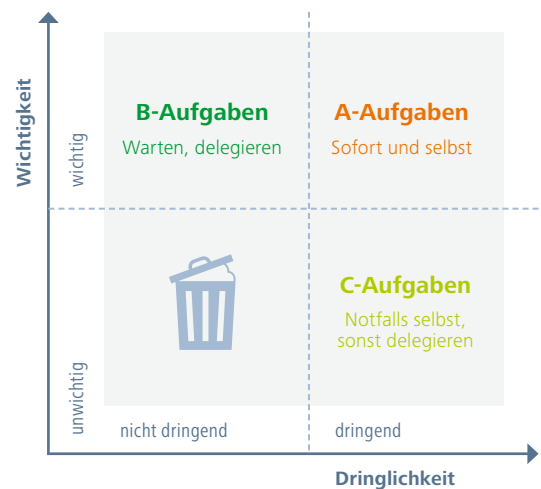 Wichtigkeit
wichtig
unwichtig
B-Aufgaben
Warten, delegieren
A-Aufgaben
Sofort und selbst
C-Aufgaben
Notfalls selbst,
sonst delegieren
nicht dringend
dringend
Dringlichkeit